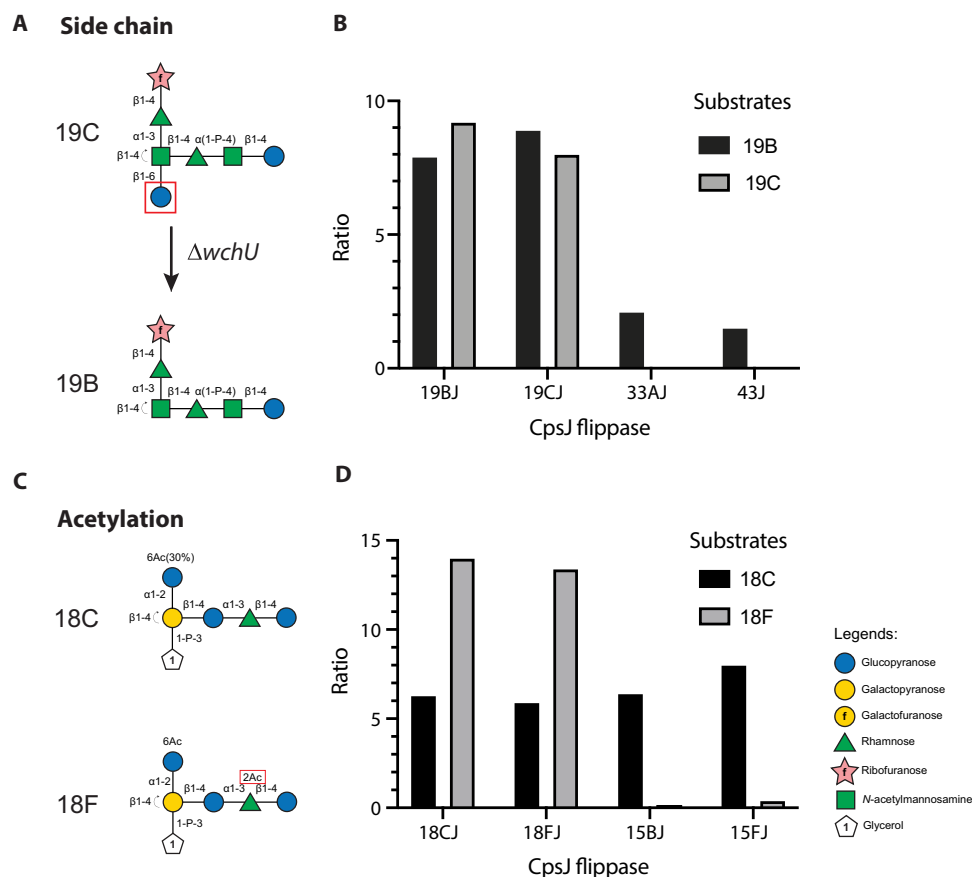 A Side chain
f
β1-4
19C
α1-3 β1-4 α(1-P-4) β1-4
β1-4
β1-6
ΔwchU
f
β1-4
19B
α1-3 β1-4 α(1-P-4) β1-4
β1-4
B
Substrates
19B
19C
Ratio
10
5
0
19BJ 19CJ 33AJ 43J
CpsJ flippase
C Acetylation
6Ac(30%)
18C
α1-2 β1-4 α1-3 β1-4
β1-4
1-P-3
1
6Ac
2Ac
18F
α1-2 β1-4 α1-3 β1-4
β1-4
1-P-3
1
D
Substrates
18C
18F
Ratio
15
10
5
0
18CJ 18FJ 15BJ 15FJ
CpsJ flippase
Legends:
Glucopyranose
Galactopyranose
f Galactofuranose
Rhamnose
f Ribofuranose
N-acetylmannosamine
1 Glycerol